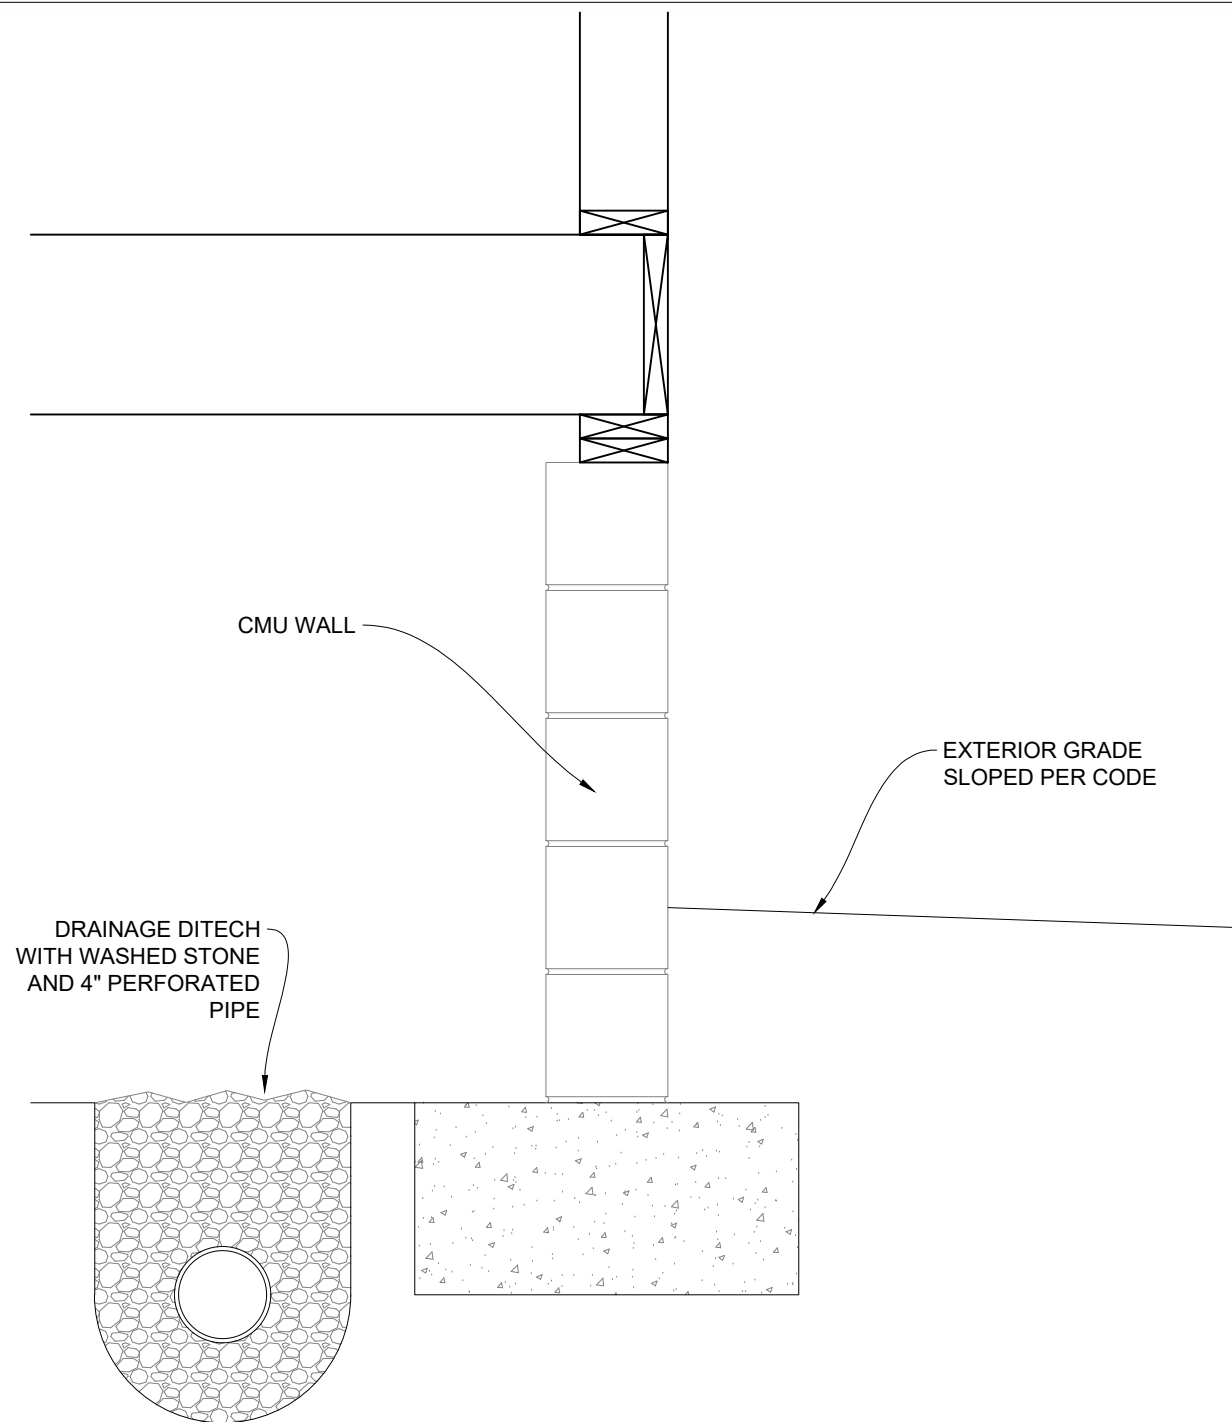 CMU WALL
EXTERIOR GRADE
SLOPED PER CODE
DRAINAGE DITECH
WITH WASHED STONE
AND 4" PERFORATED
PIPE